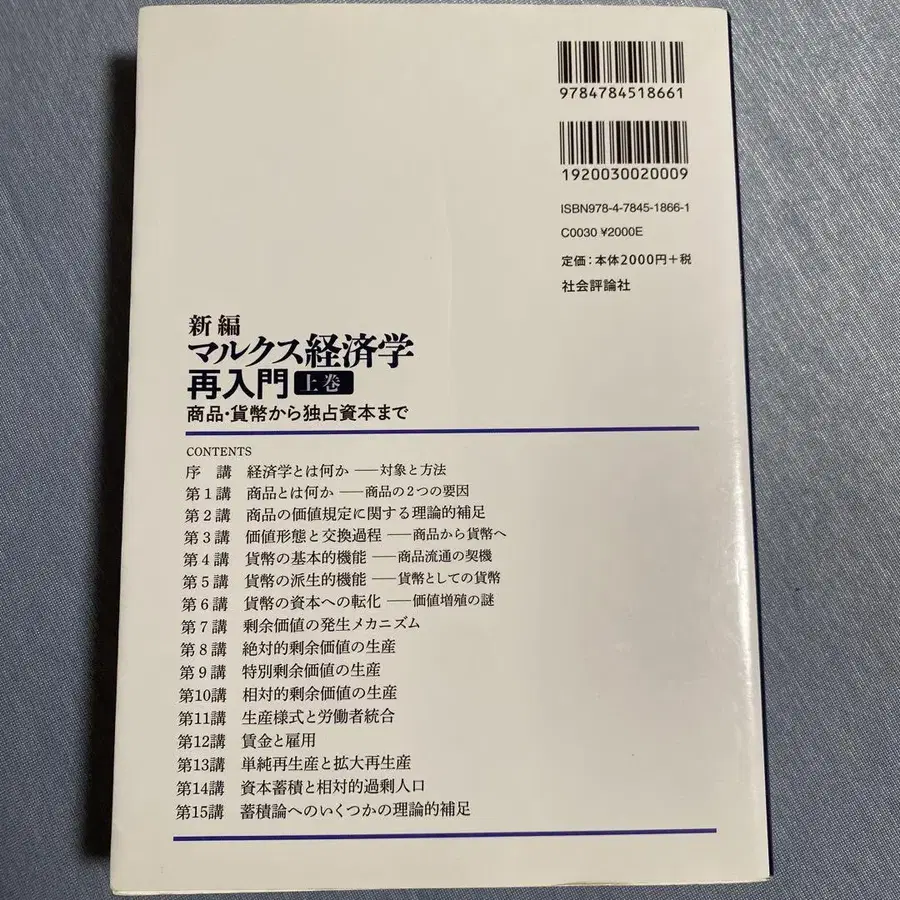 9784784518661
1920030020009
ISBN978-4-7845-1866-1
C0030 ¥2000E
定価：本体2000円＋税
社会評論社
新編
マルクス経済学
再入門 上巻
商品・貨幣から独占資本まで
CONTENTS
序　講　経済学とは何か ──対象と方法
第１講　商品とは何か ──商品の２つの要因
第２講　商品の価値規定に関する理論的補足
第３講　価値形態と交換過程 ──商品から貨幣へ
第４講　貨幣の基本的機能 ──商品流通の契機
第５講　貨幣の派生的機能 ──貨幣としての貨幣
第６講　貨幣の資本への転化 ──価値増殖の謎
第７講　剰余価値の発生メカニズム
第８講　絶対的剰余価値の生産
第９講　特別剰余価値の生産
第10講　相対的剰余価値の生産
第11講　生産様式と労働者統合
第12講　賃金と雇用
第13講　単純再生産と拡大再生産
第14講　資本蓄積と相対的過剰人口
第15講　蓄積論へのいくつかの理論的補足